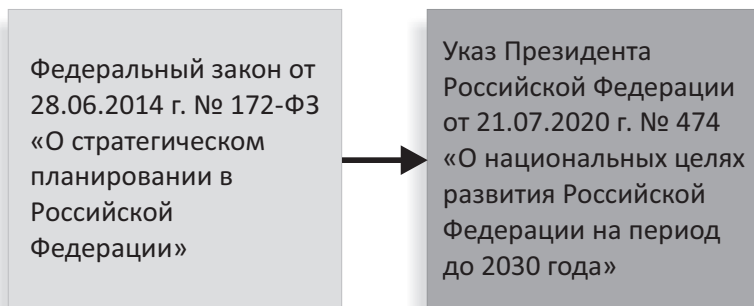 Федеральный закон от
28.06.2014 г. № 172-ФЗ
«О стратегическом
планировании в
Российской
Федерации»
Указ Президента
Российской Федерации
от 21.07.2020 г. № 474
«О национальных целях
развития Российской
Федерации на период
до 2030 года»